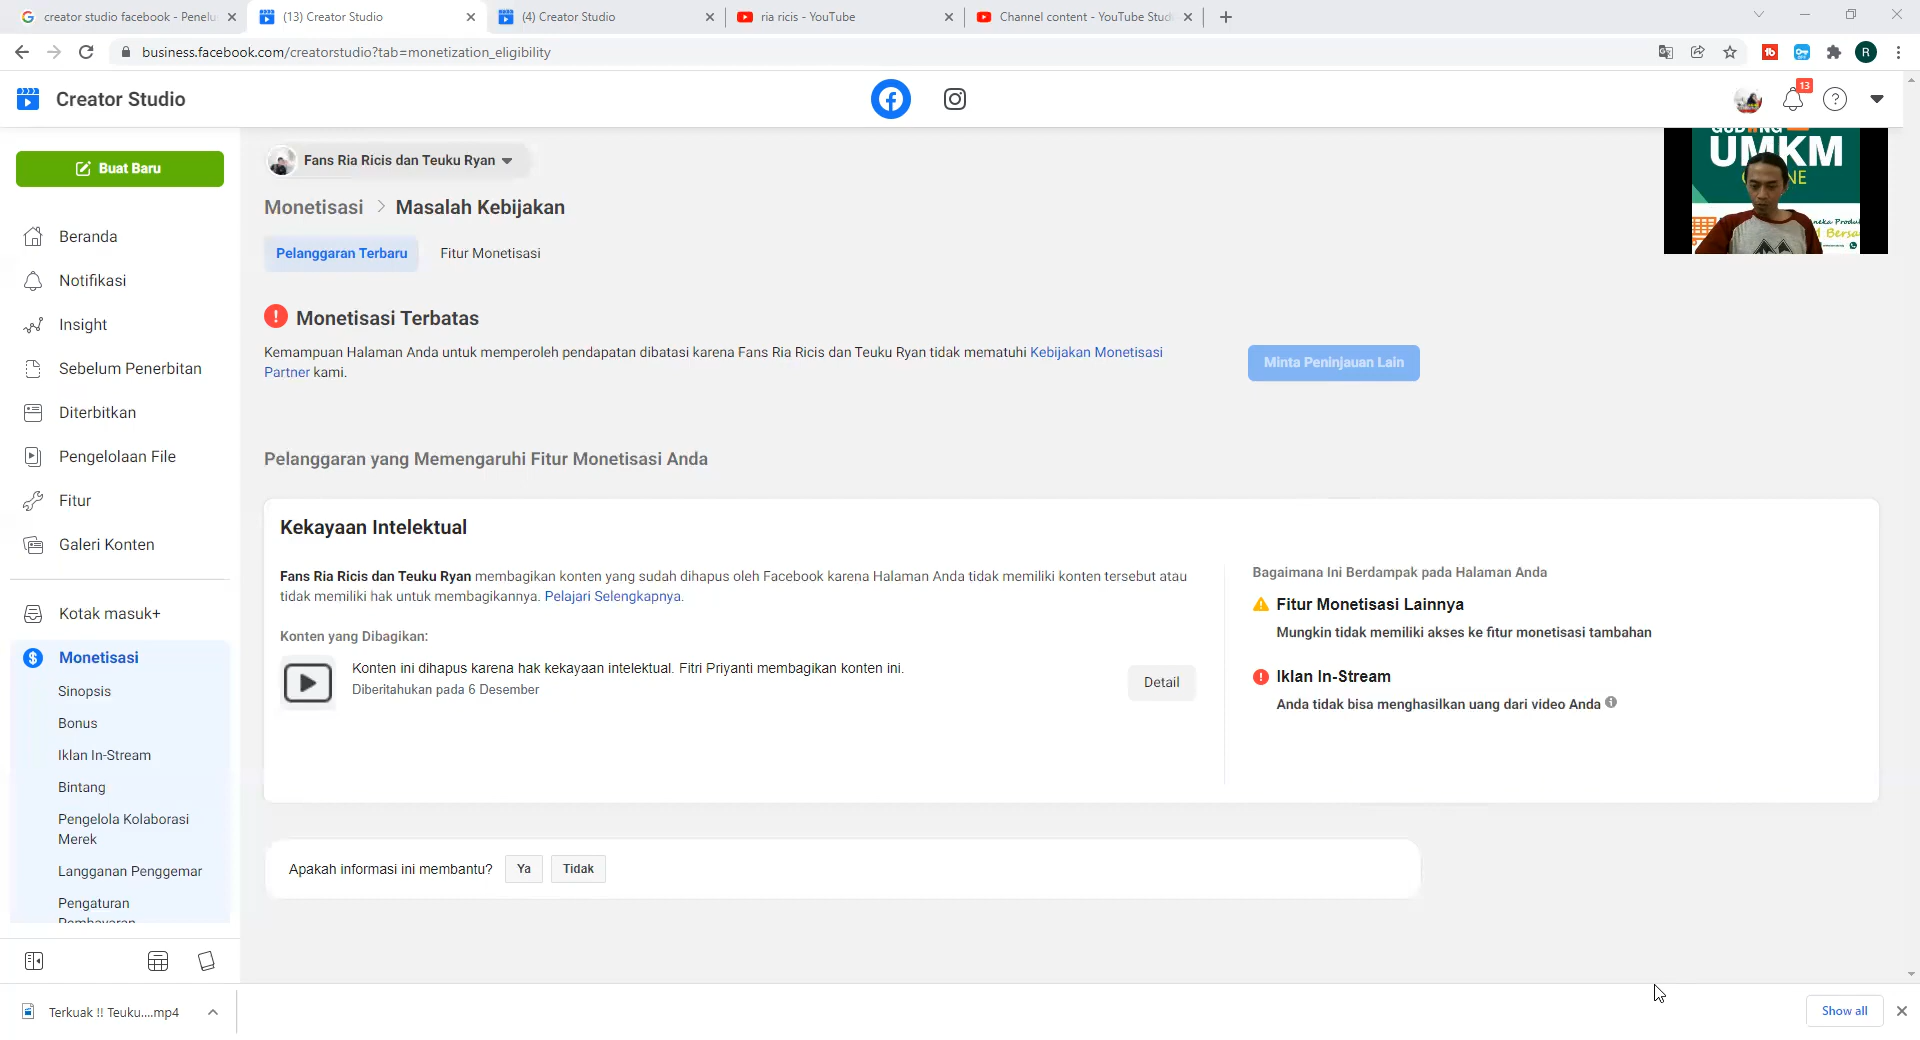 creator studio facebook - Penelu
(13) Creator Studio
(4) Creator Studio
ria ricis - YouTube
Channel content - YouTube Stud
business.facebook.com/creatorstudio?tab=monetization_eligibility
R
Creator Studio
13
Buat Baru
Beranda
Notifikasi
Insight
Sebelum Penerbitan
Diterbitkan
Pengelolaan File
Fitur
Galeri Konten
Kotak masuk+
Monetisasi
Sinopsis
Bonus
Iklan In-Stream
Bintang
Pengelola Kolaborasi
Merek
Langganan Penggemar
Pengaturan
Pembayaran
Fans Ria Ricis dan Teuku Ryan
Monetisasi > Masalah Kebijakan
Pelanggaran Terbaru
Fitur Monetisasi
Monetisasi Terbatas
Kemampuan Halaman Anda untuk memperoleh pendapatan dibatasi karena Fans Ria Ricis dan Teuku Ryan tidak mematuhi Kebijakan Monetisasi
Partner kami.
Minta Peninjauan Lain
UMKM
Pelanggaran yang Memengaruhi Fitur Monetisasi Anda
Kekayaan Intelektual
Fans Ria Ricis dan Teuku Ryan membagikan konten yang sudah dihapus oleh Facebook karena Halaman Anda tidak memiliki konten tersebut atau
tidak memiliki hak untuk membagikannya. Pelajari Selengkapnya.
Konten yang Dibagikan:
Konten ini dihapus karena hak kekayaan intelektual. Fitri Priyanti membagikan konten ini.
Diberitahukan pada 6 Desember
Detail
Bagaimana Ini Berdampak pada Halaman Anda
Fitur Monetisasi Lainnya
Mungkin tidak memiliki akses ke fitur monetisasi tambahan
Iklan In-Stream
Anda tidak bisa menghasilkan uang dari video Anda
Apakah informasi ini membantu?
Ya
Tidak
Terkuak !! Teuku....mp4
Show all